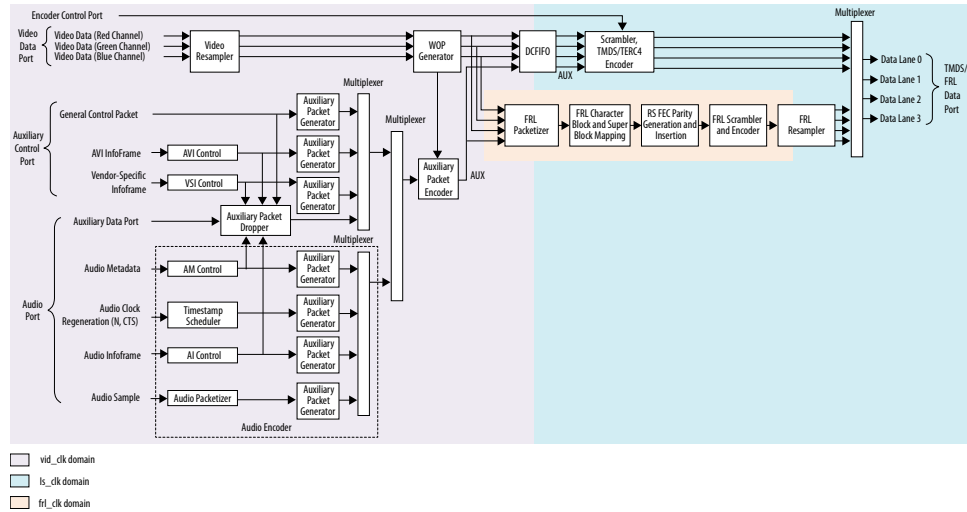 Encoder Control Port
Multiplexer
Video
Data
Port
Video Data (Red Channel)
Video Data (Green Channel)
Video Data (Blue Channel)
Video
Resampler
WOP
Generator
DCFIFO
AUX
Scrambler,
TMDS/TERC4
Encoder
Data Lane 0
Data Lane 1
Data Lane 2
Data Lane 3
TMDS/
FRL
Data
Port
Auxiliary
Control
Port
General Control Packet
AVI InfoFrame
AVI Control
Vendor-Specific
Infoframe
VSI Control
Auxiliary
Packet
Generator
Auxiliary
Packet
Generator
Auxiliary
Packet
Generator
Multiplexer
Multiplexer
Auxiliary
Packet
Encoder
AUX
FRL
Packetizer
FRL Character
Block and Super
Block Mapping
RS FEC Parity
Generation and
Insertion
FRL Scrambler
and Encoder
FRL
Resampler
Auxiliary Data Port
Auxiliary Packet
Dropper
Multiplexer
Audio
Port
Audio Metadata
AM Control
Auxiliary
Packet
Generator
Audio Clock
Regeneration (N, CTS)
Timestamp
Scheduler
Auxiliary
Packet
Generator
Audio Infoframe
AI Control
Auxiliary
Packet
Generator
Audio Sample
Audio Packetizer
Auxiliary
Packet
Generator
Audio Encoder
vid_clk domain
ls_clk domain
frl_clk domain